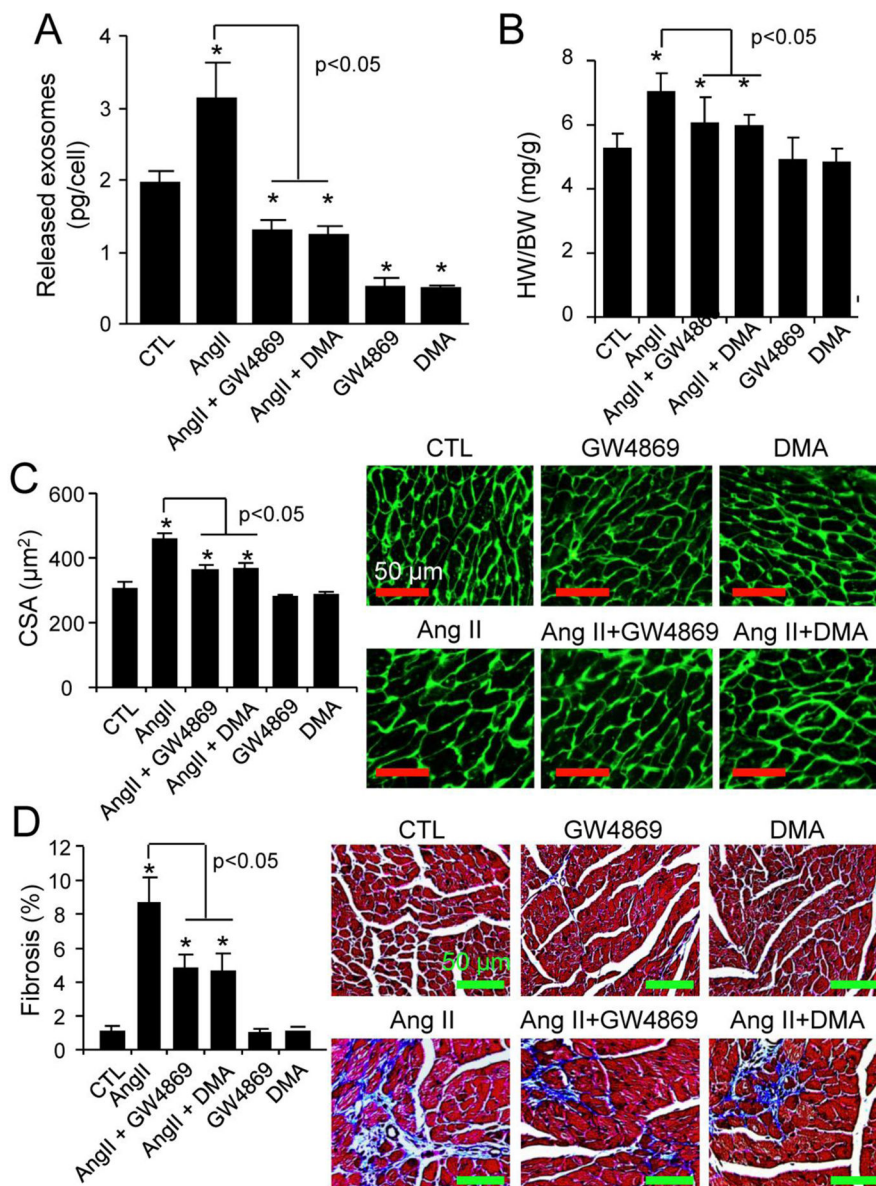 A
Released exosomes
(pg/cell)
4
3
2
1
0
*
p<0.05
*
*
*
*
CTL
AngII
AngII + GW4869
AngII + DMA
GW4869
DMA
B
HW/BW (mg/g)
8
6
4
2
0
*
p<0.05
*
*
CTL
AngII
AngII + GW4869
AngII + DMA
GW4869
DMA
C
CSA (µm²)
600
400
200
0
*
p<0.05
*
*
CTL
AngII
AngII + GW4869
AngII + DMA
GW4869
DMA
CTL
GW4869
DMA
50 µm
Ang II
Ang II+GW4869
Ang II+DMA
D
Fibrosis (%)
12
10
8
6
4
2
0
*
p<0.05
*
*
CTL
AngII
AngII + GW4869
AngII + DMA
GW4869
DMA
CTL
GW4869
DMA
50 µm
Ang II
Ang II+GW4869
Ang II+DMA